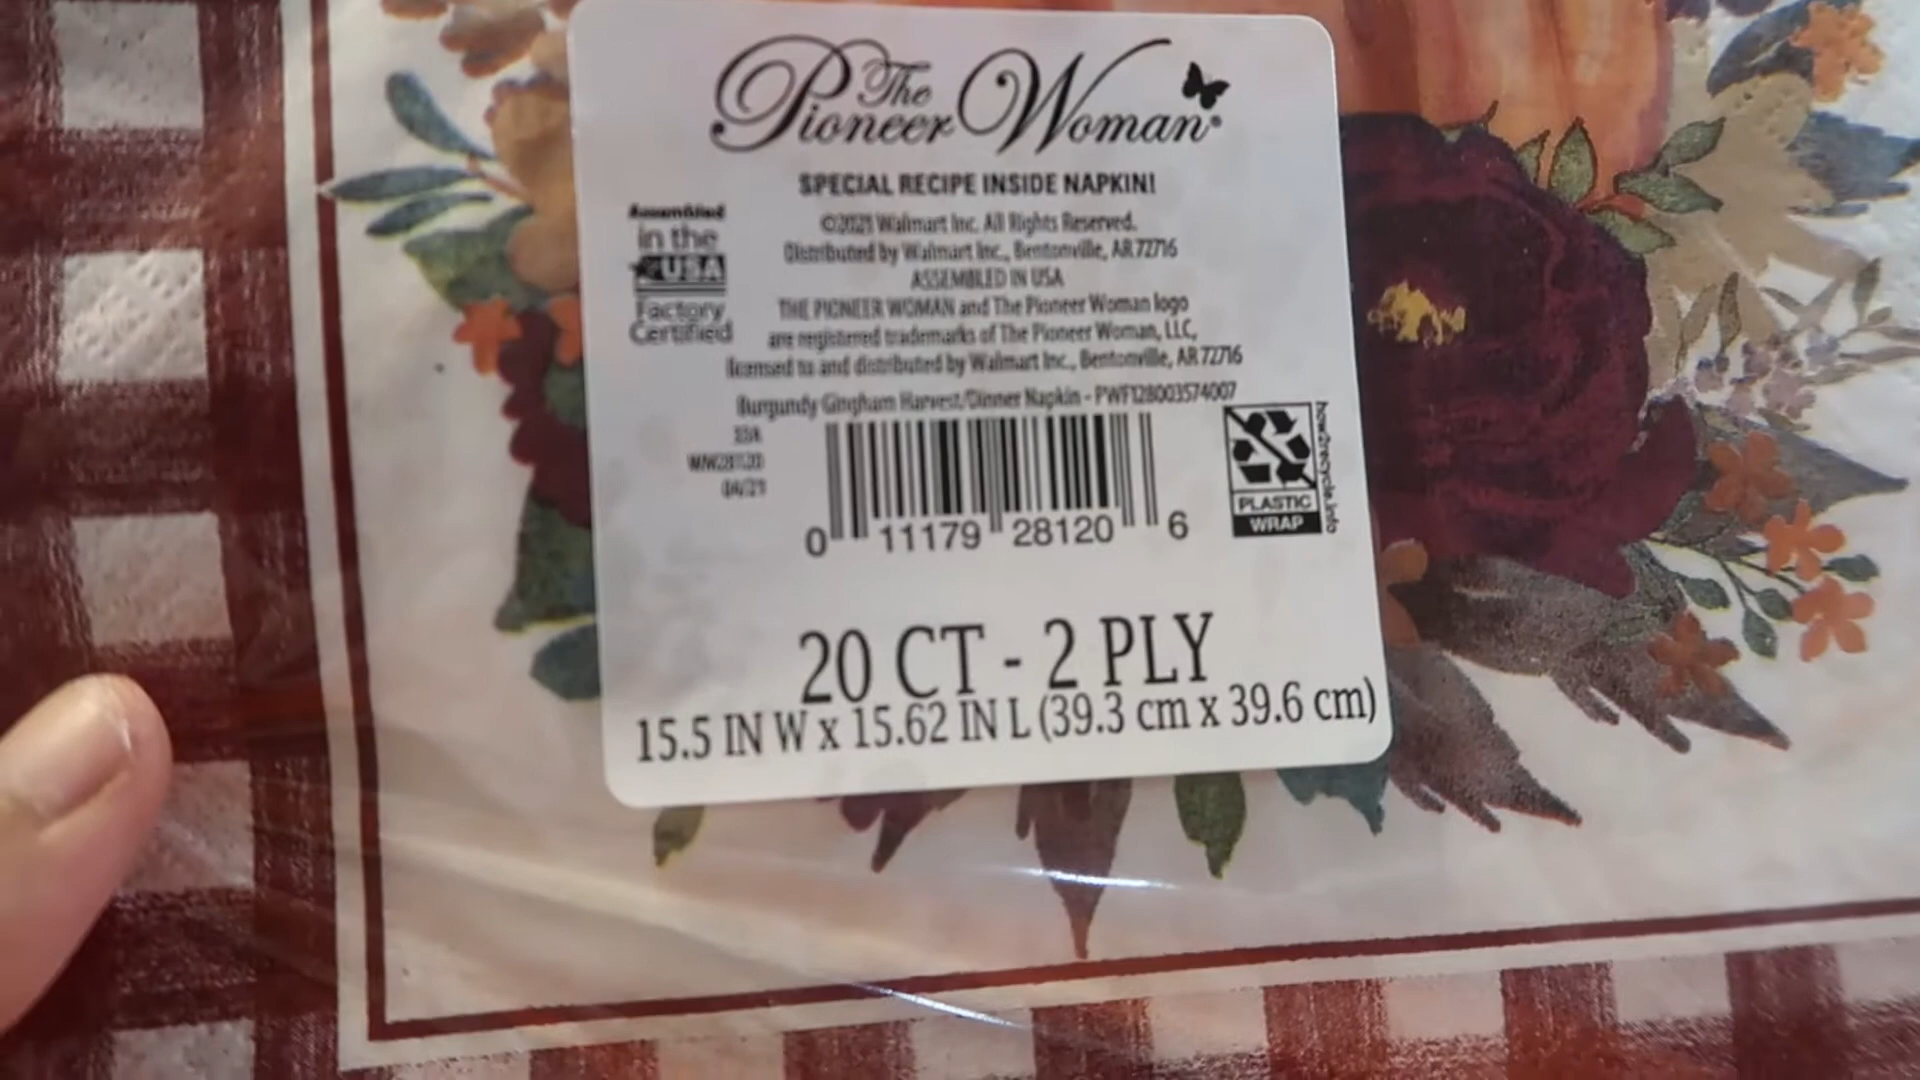 The
Pioneer Woman®
SPECIAL RECIPE INSIDE NAPKIN!
©2021 Walmart Inc. All Rights Reserved.
Distributed by Walmart Inc., Bentonville, AR 72716
ASSEMBLED IN USA
THE PIONEER WOMAN and The Pioneer Woman logo
are registered trademarks of The Pioneer Woman, LLC,
licensed to and distributed by Walmart Inc., Bentonville, AR 72716
Burgundy Gingham Harvest/Dinner Napkin - PWF128003574007
Assembled
in the
USA
Factory
Certified
04/21
how2recycle.info
PLASTIC
WRAP
0 11179 28120 6
20 CT - 2 PLY
15.5 IN W x 15.62 IN L (39.3 cm x 39.6 cm)